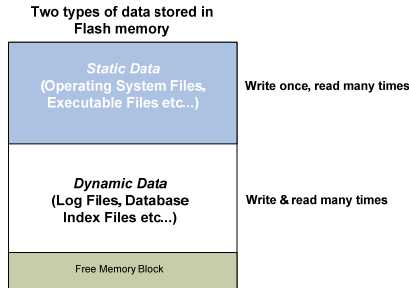 Two types of data stored in
Flash memory
Static Data
(Operating System Files,
Executable Files etc...)
Write once, read many times
Dynamic Data
(Log Files, Database
Index Files etc...)
Write & read many times
Free Memory Block